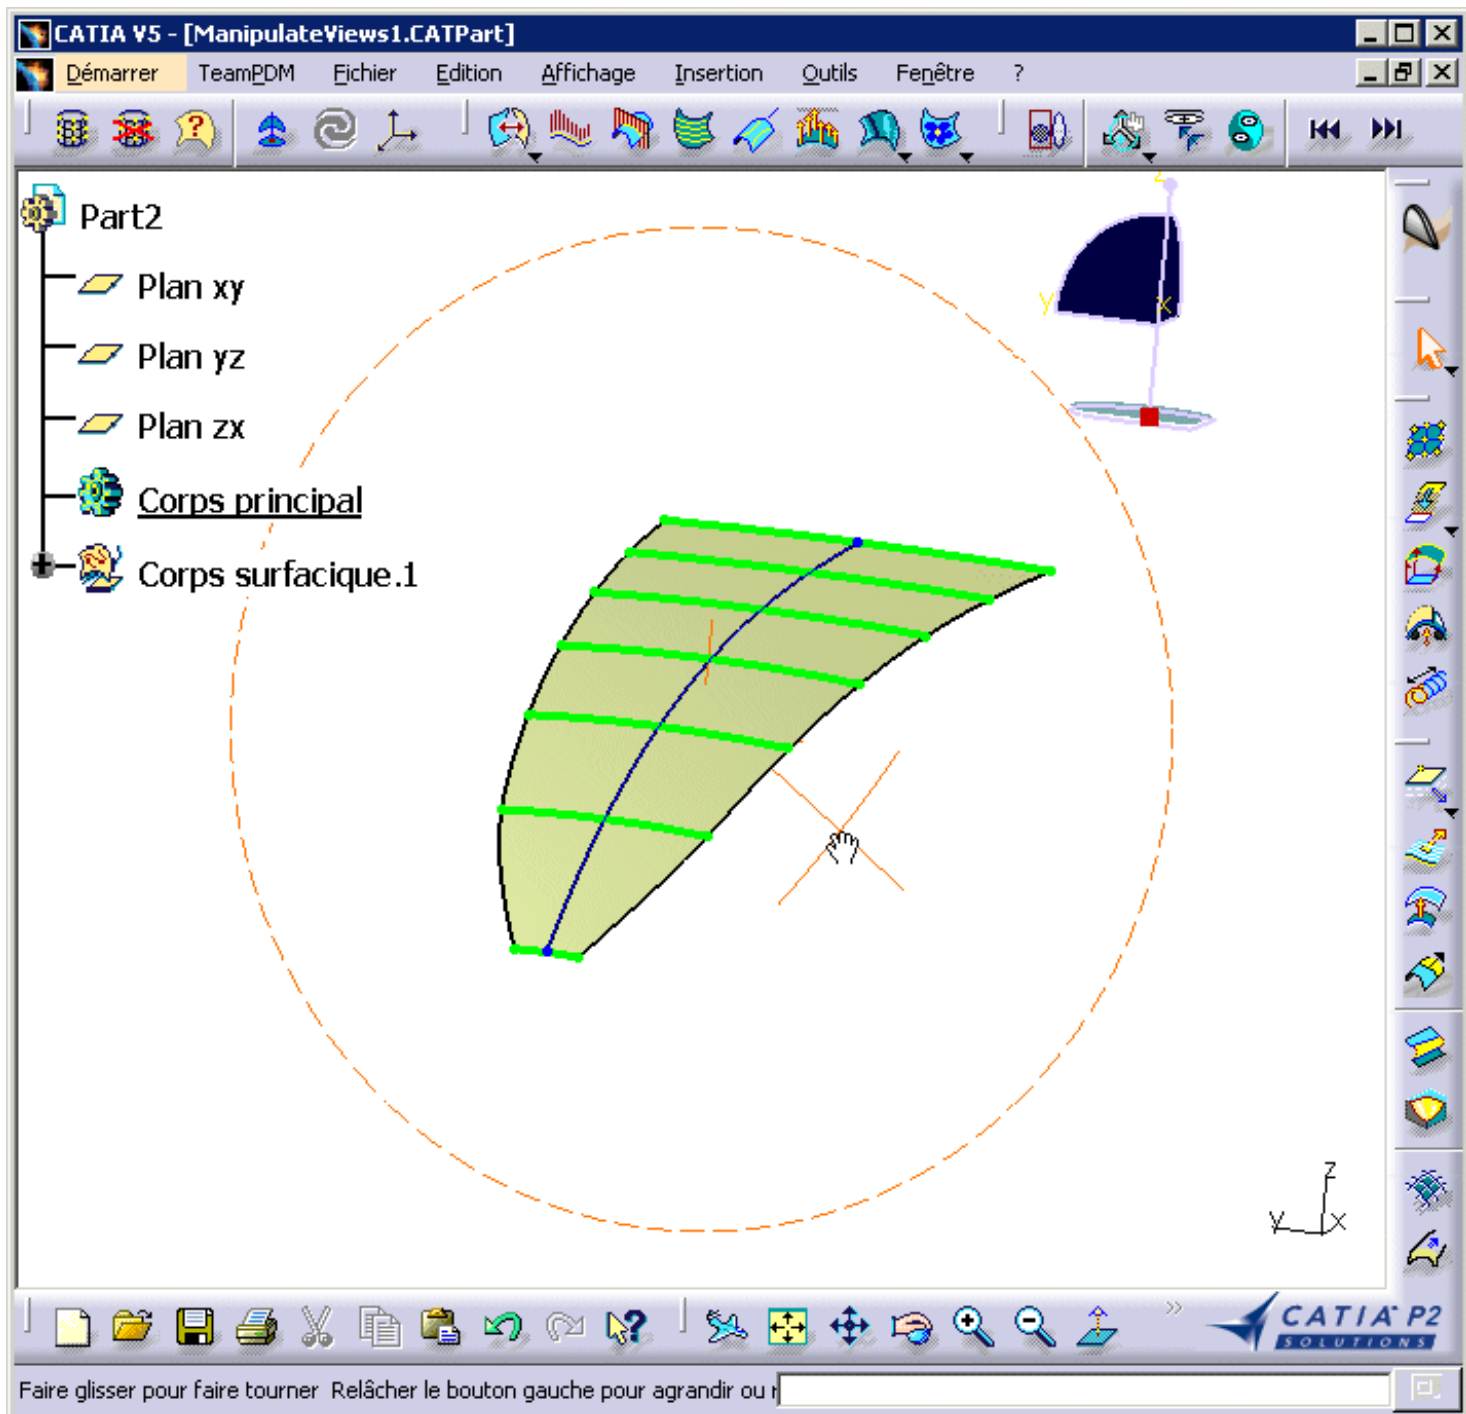 CATIA V5 - [ManipulateViews1.CATPart]
Démarrer TeamPDM Fichier Edition Affichage Insertion Outils Fenêtre ?
Part2
Plan xy
Plan yz
Plan zx
Corps principal
Corps surfacique.1
z
y x
z
y x
CATIA P2
SOLUTIONS
Faire glisser pour faire tourner Relâcher le bouton gauche pour agrandir ou